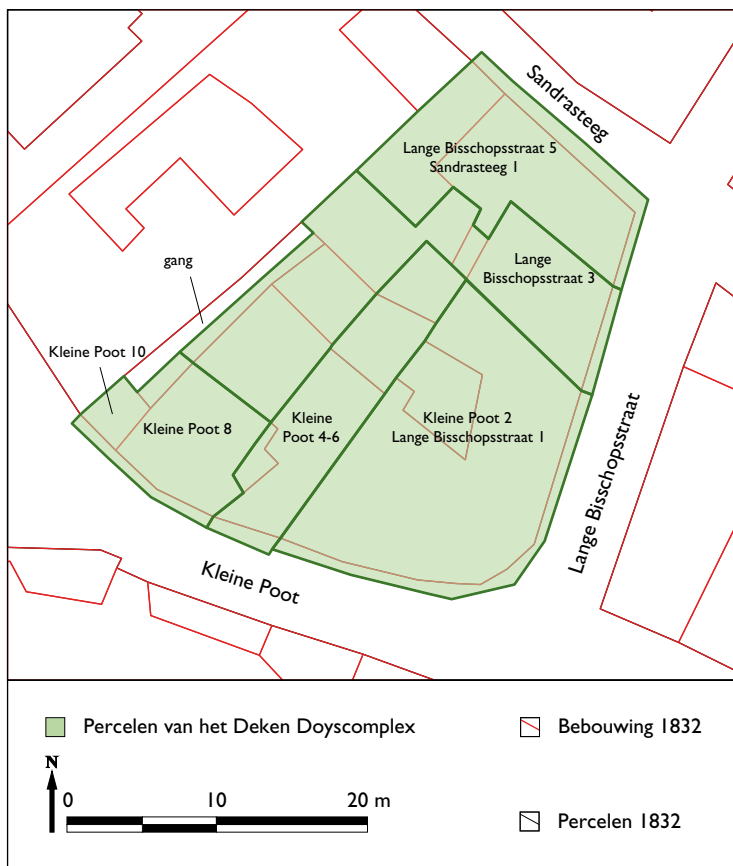 Sandrasteeg
Lange Bisschopsstraat 5
Sandrasteeg 1
Lange
Bisschopsstraat 3
gang
Kleine Poot 10
Kleine Poot 8
Kleine
Poot 4-6
Kleine Poot 2
Lange Bisschopsstraat 1
Lange Bisschopsstraat
Kleine Poot
Percelen van het Deken Doyscomplex
Bebouwing 1832
N
0 10 20 m
Percelen 1832